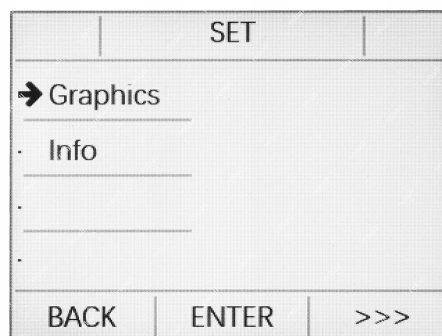 SET
➔ Graphics
· Info
·
·
BACK ENTER >>>